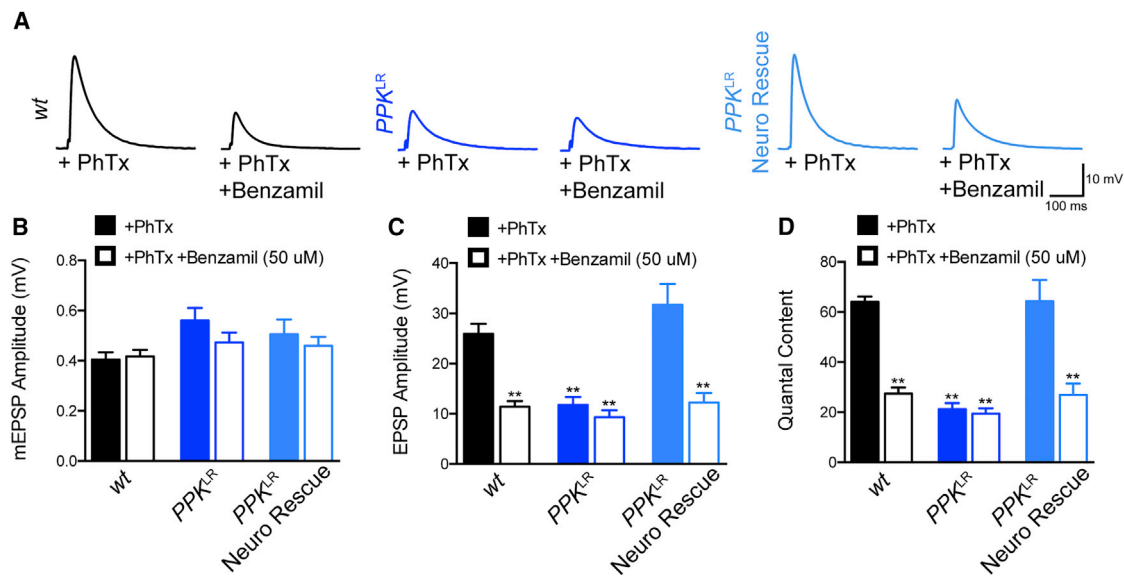 A
wt
+ PhTx
+ PhTx
+Benzamil
PPK^LR
+ PhTx
+ PhTx
+Benzamil
PPK^LR
Neuro Rescue
+ PhTx
+ PhTx
+Benzamil
10 mV
100 ms
B
+PhTx
+PhTx +Benzamil (50 uM)
mEPSP Amplitude (mV)
0.8
0.6
0.4
0.2
0.0
wt
PPK^LR
PPK^LR
Neuro Rescue
C
+PhTx
+PhTx +Benzamil (50 uM)
EPSP Amplitude (mV)
40
30
20
10
0
**
**
**
**
wt
PPK^LR
PPK^LR
Neuro Rescue
D
+PhTx
+PhTx +Benzamil (50 uM)
Quantal Content
80
60
40
20
0
**
**
**
**
wt
PPK^LR
PPK^LR
Neuro Rescue